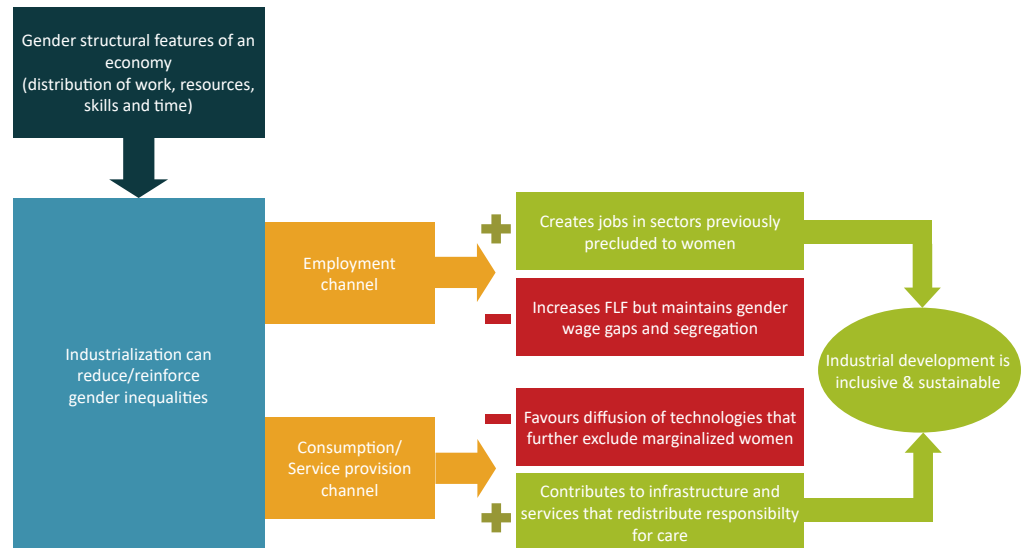 Gender structural features of an
economy
(distribution of work, resources,
skills and time)
Industrialization can
reduce/reinforce
gender inequalities
Employment
channel
Creates jobs in sectors previously
precluded to women
Increases FLF but maintains gender
wage gaps and segregation
Industrial development is
inclusive & sustainable
Consumption/
Service provision
channel
Favours diffusion of technologies that
further exclude marginalized women
Contributes to infrastructure and
services that redistribute responsibilty
for care